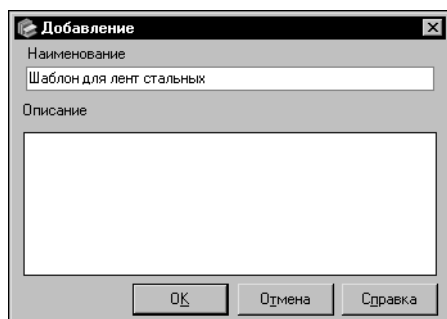 Добавление
Наименование
Шаблон для лент стальных
Описание
OK Отмена Справка